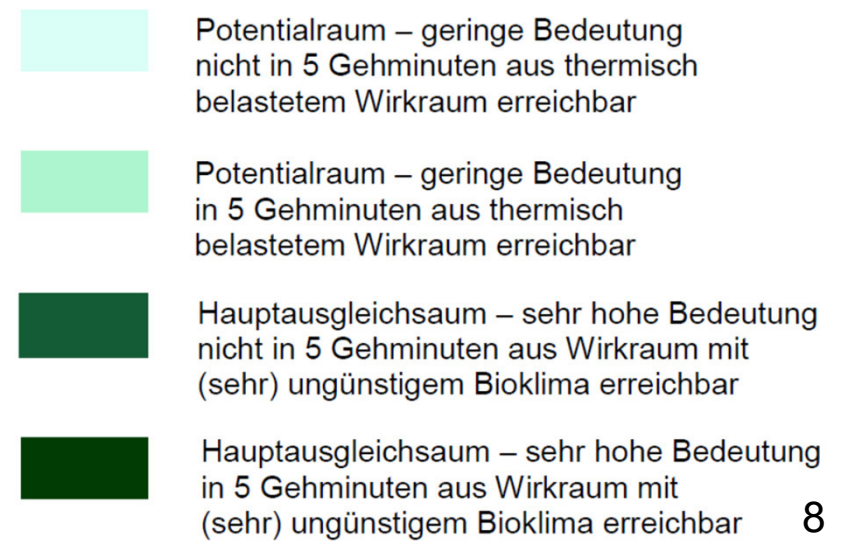 Potentialraum – geringe Bedeutung
nicht in 5 Gehminuten aus thermisch
belastetem Wirkraum erreichbar
Potentialraum – geringe Bedeutung
in 5 Gehminuten aus thermisch
belastetem Wirkraum erreichbar
Hauptausgleichsaum – sehr hohe Bedeutung
nicht in 5 Gehminuten aus Wirkraum mit
(sehr) ungünstigem Bioklima erreichbar
Hauptausgleichsaum – sehr hohe Bedeutung
in 5 Gehminuten aus Wirkraum mit
(sehr) ungünstigem Bioklima erreichbar
8